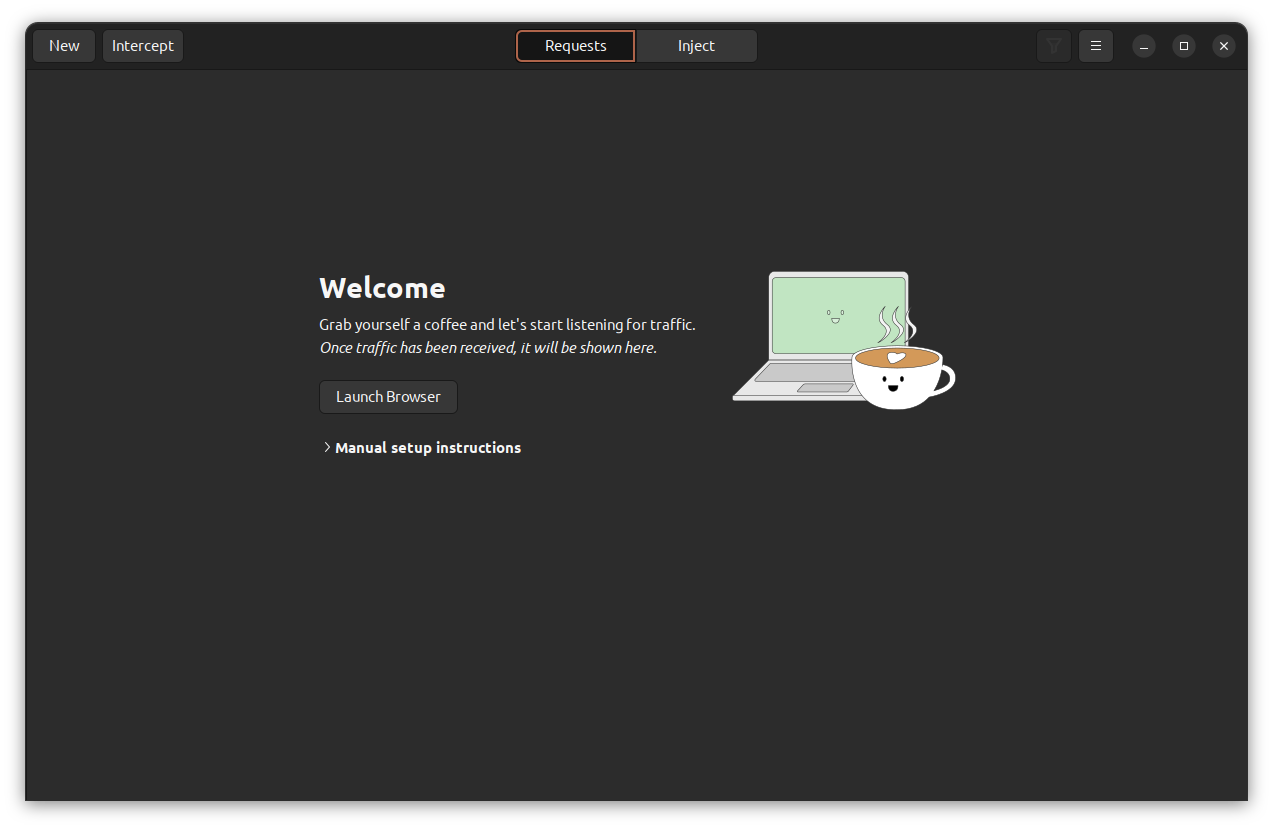 New Intercept Requests Inject
Welcome
Grab yourself a coffee and let's start listening for traffic.
Once traffic has been received, it will be shown here.
Launch Browser
Manual setup instructions